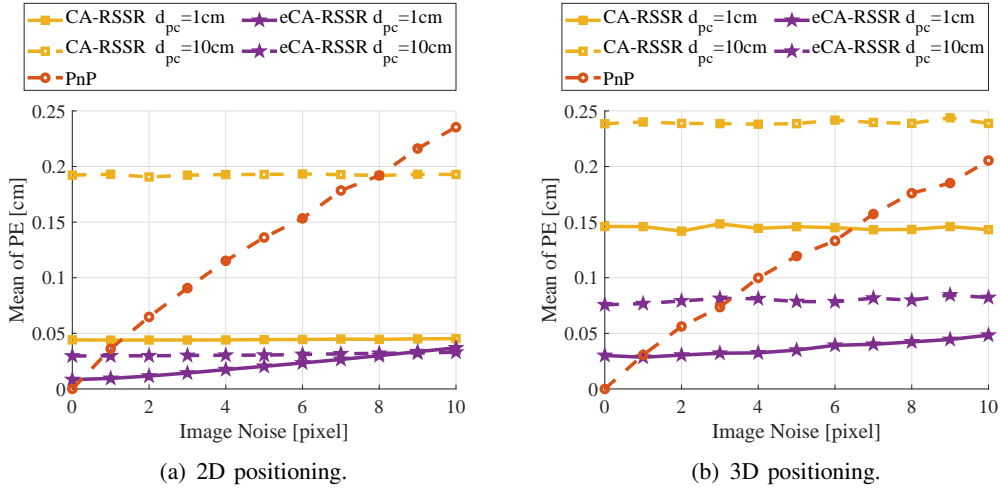 CA-RSSR d_pc=1cm eCA-RSSR d_pc=1cm
CA-RSSR d_pc=10cm eCA-RSSR d_pc=10cm
PnP
0.25
0.2
0.15
0.1
0.05
0
Mean of PE [cm]
0 2 4 6 8 10
Image Noise [pixel]
(a) 2D positioning.
CA-RSSR d_pc=1cm eCA-RSSR d_pc=1cm
CA-RSSR d_pc=10cm eCA-RSSR d_pc=10cm
PnP
0.25
0.2
0.15
0.1
0.05
0
Mean of PE [cm]
0 2 4 6 8 10
Image Noise [pixel]
(b) 3D positioning.